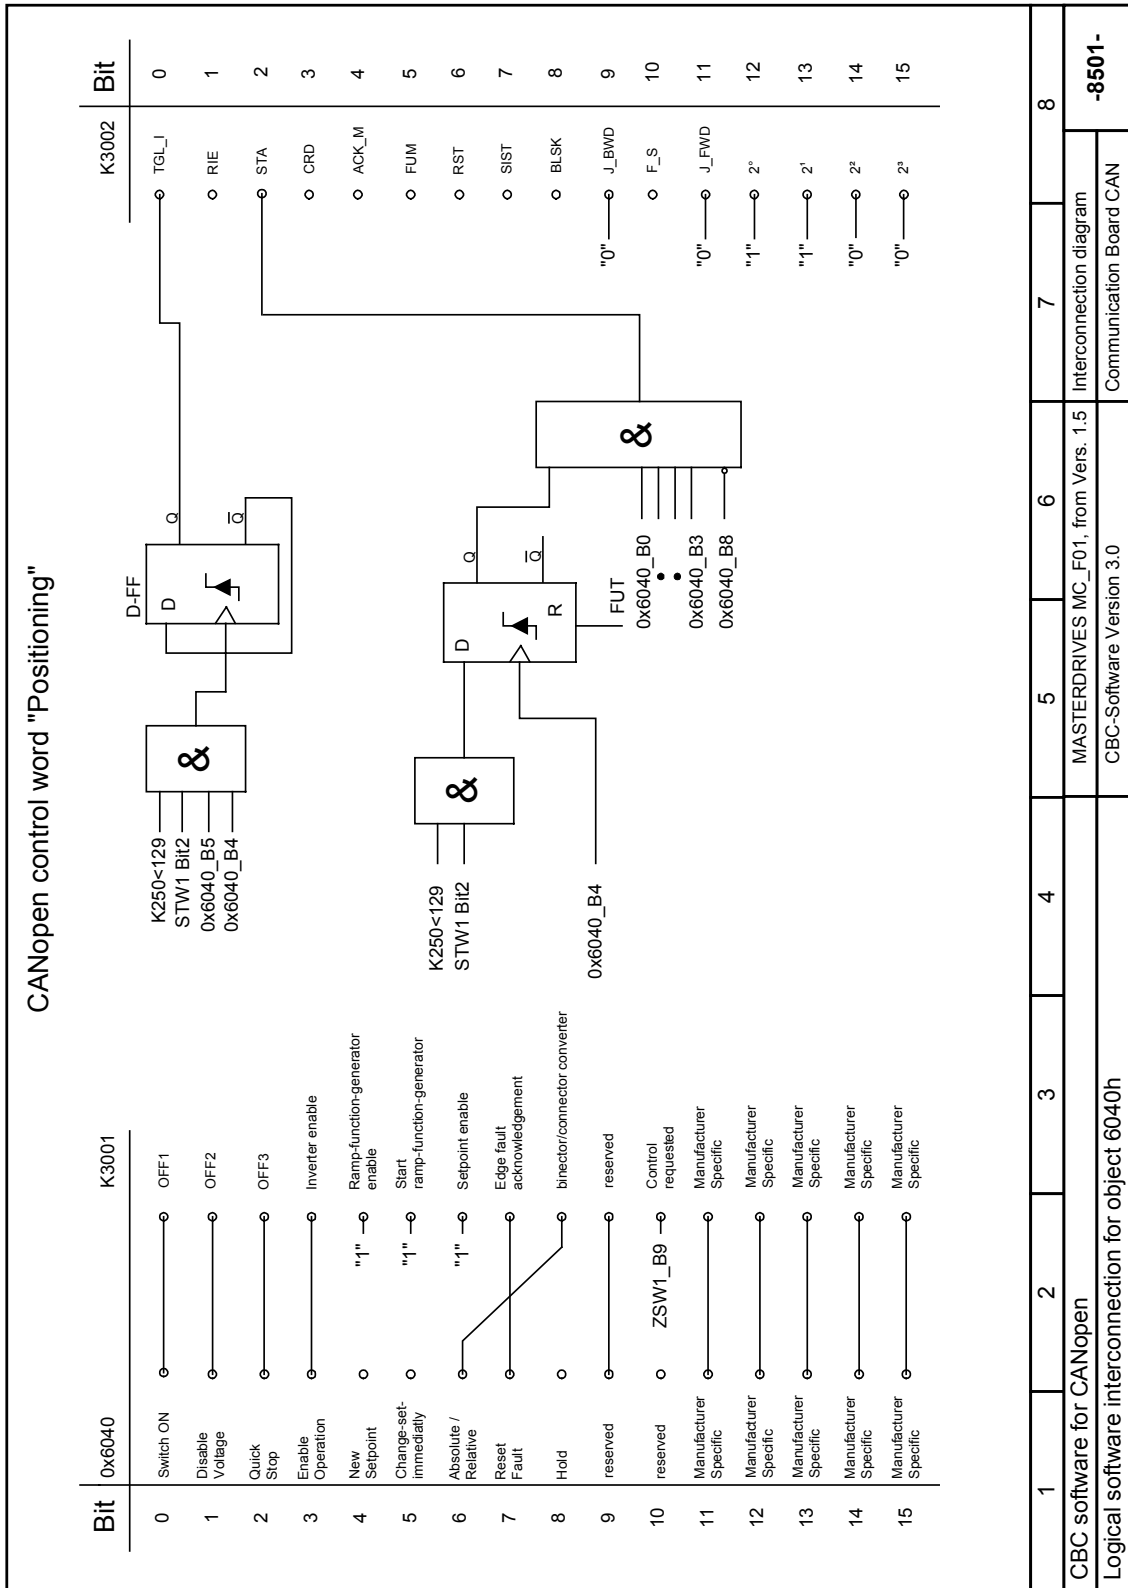 CANopen control word "Positioning"
Bit 0x6040 K3001
0 Switch ON OFF1
1 Disable
Voltage OFF2
2 Quick
Stop OFF3
3 Enable
Operation Inverter enable
4 New
Setpoint "1" Ramp-function-generator
enable
5 Change-set-
immediatly "1" Start
ramp-function-generator
6 Absolute /
Relative "1" Setpoint enable
7 Reset
Fault Edge fault
acknowledgement
8 Hold binector/connector converter
9 reserved reserved
10 reserved ZSW1_B9 Control
requested
11 Manufacturer
Specific Manufacturer
Specific
12 Manufacturer
Specific Manufacturer
Specific
13 Manufacturer
Specific Manufacturer
Specific
14 Manufacturer
Specific Manufacturer
Specific
15 Manufacturer
Specific Manufacturer
Specific
K250<129
STW1 Bit2
0x6040_B5
0x6040_B4
&
D-FF
D
Q
Q
K250<129
STW1 Bit2
&
0x6040_B4
D
R
Q
Q
FUT
0x6040_B0
0x6040_B3
0x6040_B8
&
K3002 Bit
TGL_I 0
RIE 1
STA 2
CRD 3
ACK_M 4
FUM 5
RST 6
SIST 7
BLSK 8
"0" J_BWD 9
F_S 10
"0" J_FWD 11
"1" 2° 12
"1" 2¹ 13
"0" 2² 14
"0" 2³ 15
1 2 3 4 5 6 7 8
CBC software for CANopen
Logical software interconnection for object 6040h
MASTERDRIVES MC_F01, from Vers. 1.5
CBC-Software Version 3.0
Interconnection diagram
Communication Board CAN
-8501-